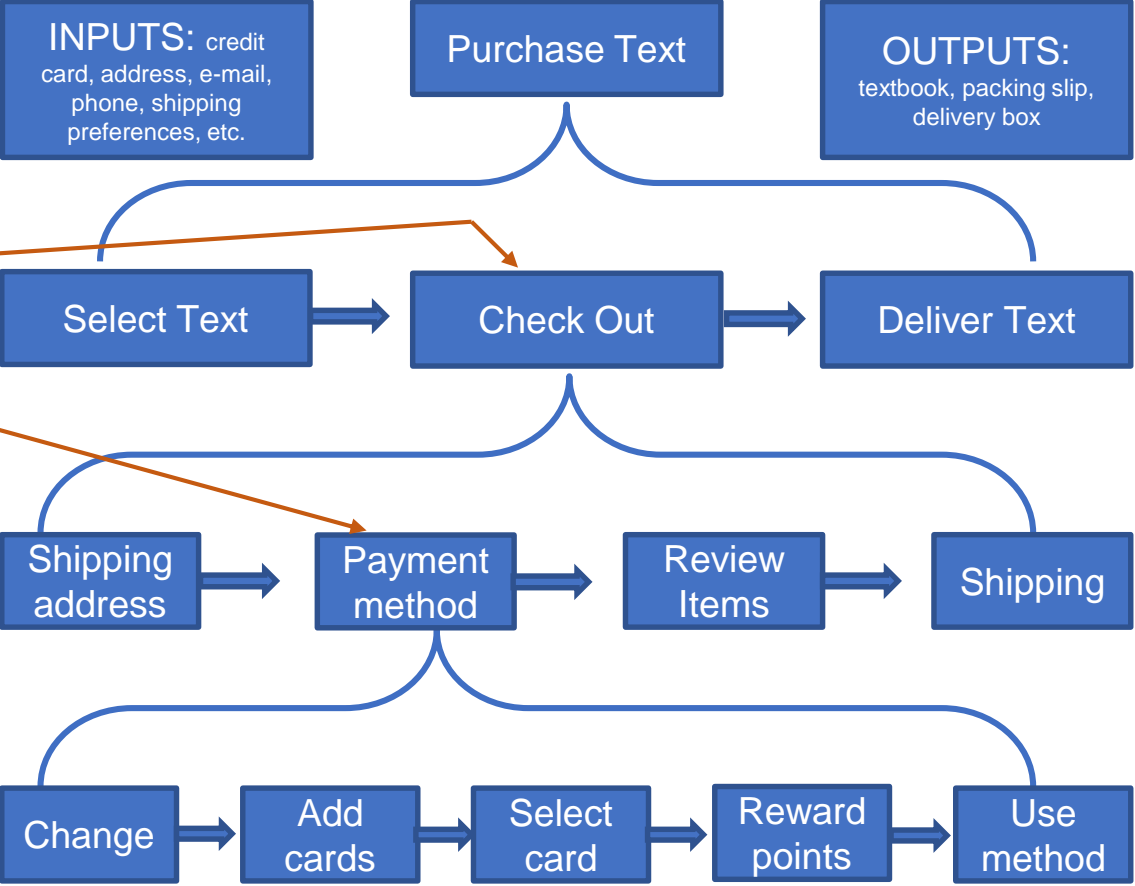 INPUTS: credit
card, address, e-mail,
phone, shipping
preferences, etc.
Purchase Text
OUTPUTS:
textbook, packing slip,
delivery box
Select Text
Check Out
Deliver Text
Shipping
address
Payment
method
Review
Items
Shipping
Change
Add
cards
Select
card
Reward
points
Use
method